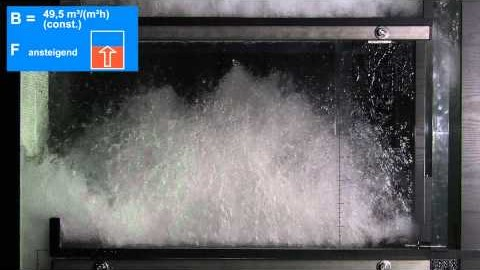 B = 49,5 m³/(m²h)
(const.)
F ansteigend